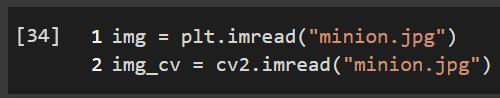 [34] 1 img = plt.imread("minion.jpg")
2 img_cv = cv2.imread("minion.jpg")